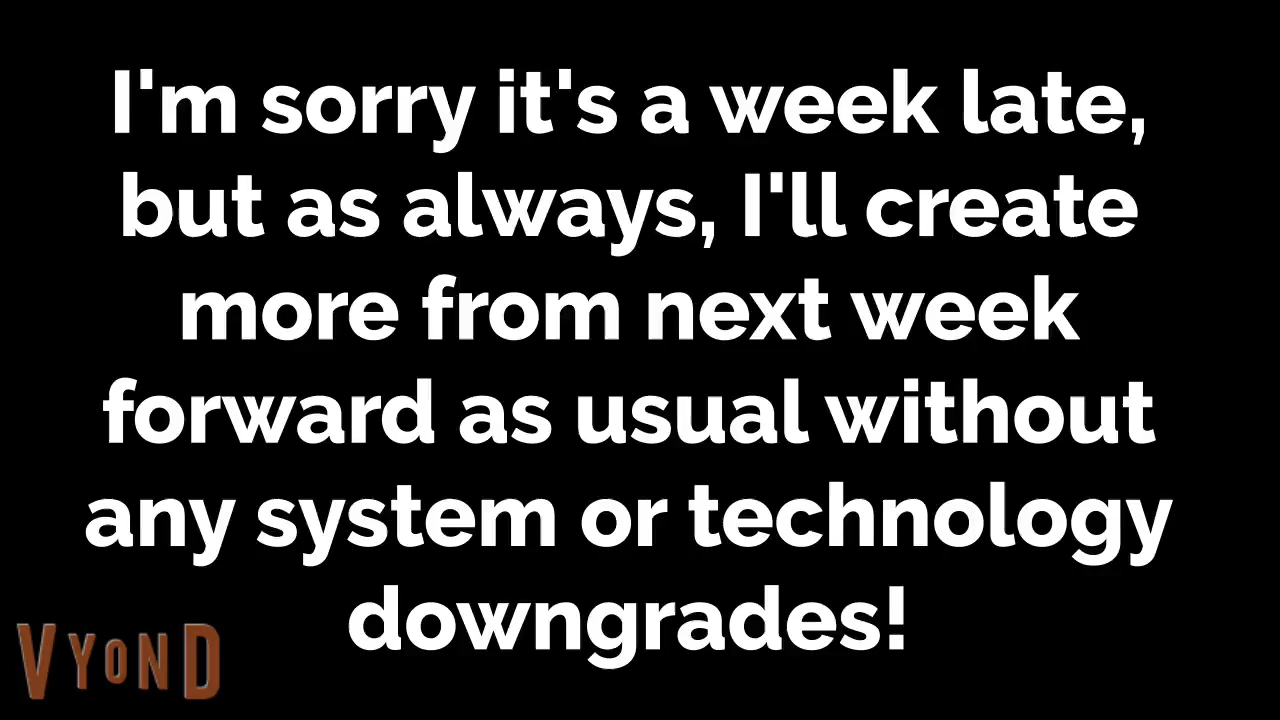 I'm sorry it's a week late,
but as always, I'll create
more from next week
forward as usual without
any system or technology
downgrades!
VYOND